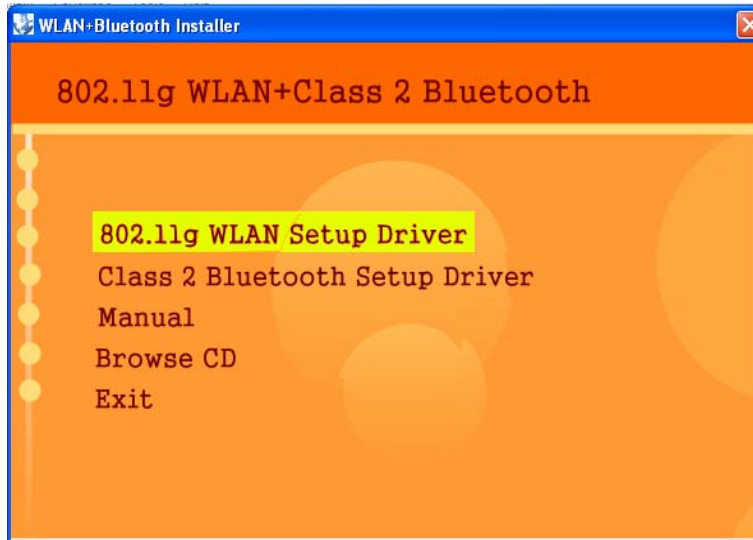 WLAN+Bluetooth Installer
802.11g WLAN+Class 2 Bluetooth
802.11g WLAN Setup Driver
Class 2 Bluetooth Setup Driver
Manual
Browse CD
Exit